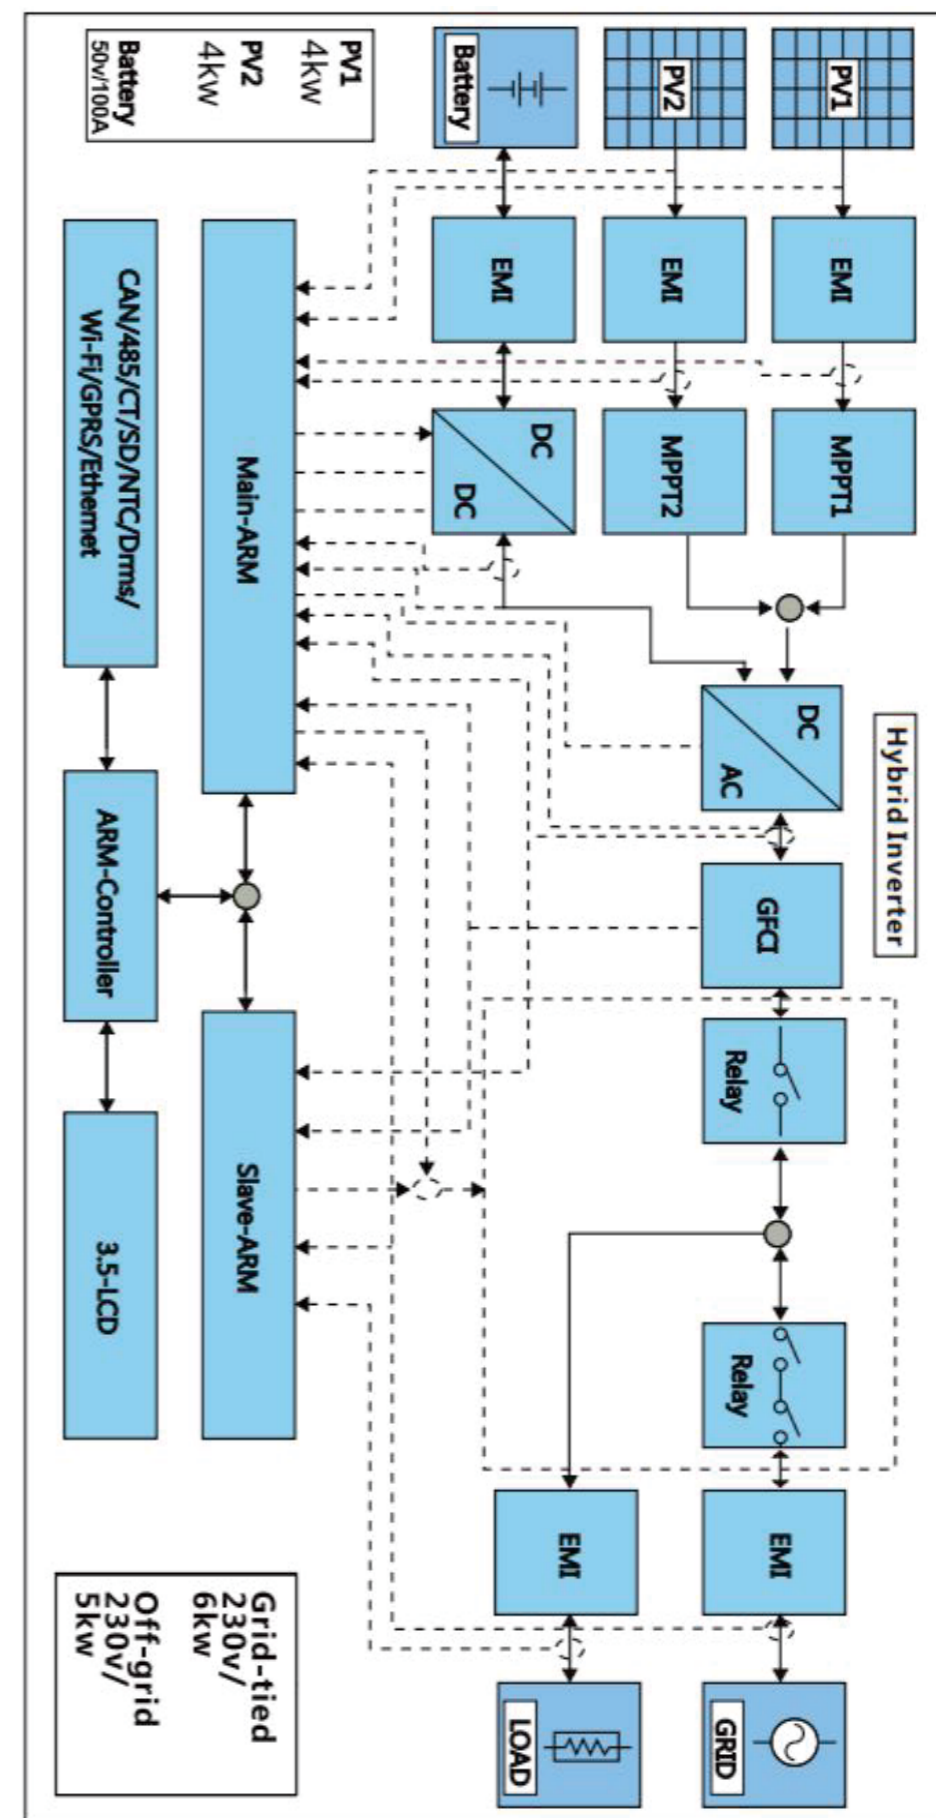 Hybrid Inverter
PV1
EMI
MPPT1
DC
AC
GFCI
Relay
Relay
EMI
GRID
PV2
EMI
MPPT2
EMI
LOAD
Battery
EMI
DC
DC
PV1
4kw
PV2
4kw
Battery
50v/100A
Main-ARM
Slave-ARM
CAN/485/CT/SD/NTC/Drms/
Wi-Fi/GPRS/Ethernet
ARM-Controller
3.5-LCD
Grid-tied
230v/
6kw
Off-grid
230v/
5kw